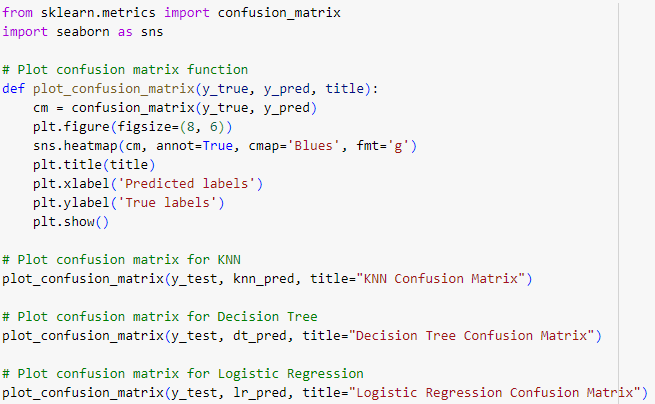 from sklearn.metrics import confusion_matrix
import seaborn as sns

# Plot confusion matrix function
def plot_confusion_matrix(y_true, y_pred, title):
    cm = confusion_matrix(y_true, y_pred)
    plt.figure(figsize=(8, 6))
    sns.heatmap(cm, annot=True, cmap='Blues', fmt='g')
    plt.title(title)
    plt.xlabel('Predicted labels')
    plt.ylabel('True labels')
    plt.show()

# Plot confusion matrix for KNN
plot_confusion_matrix(y_test, knn_pred, title="KNN Confusion Matrix")

# Plot confusion matrix for Decision Tree
plot_confusion_matrix(y_test, dt_pred, title="Decision Tree Confusion Matrix")

# Plot confusion matrix for Logistic Regression
plot_confusion_matrix(y_test, lr_pred, title="Logistic Regression Confusion Matrix")